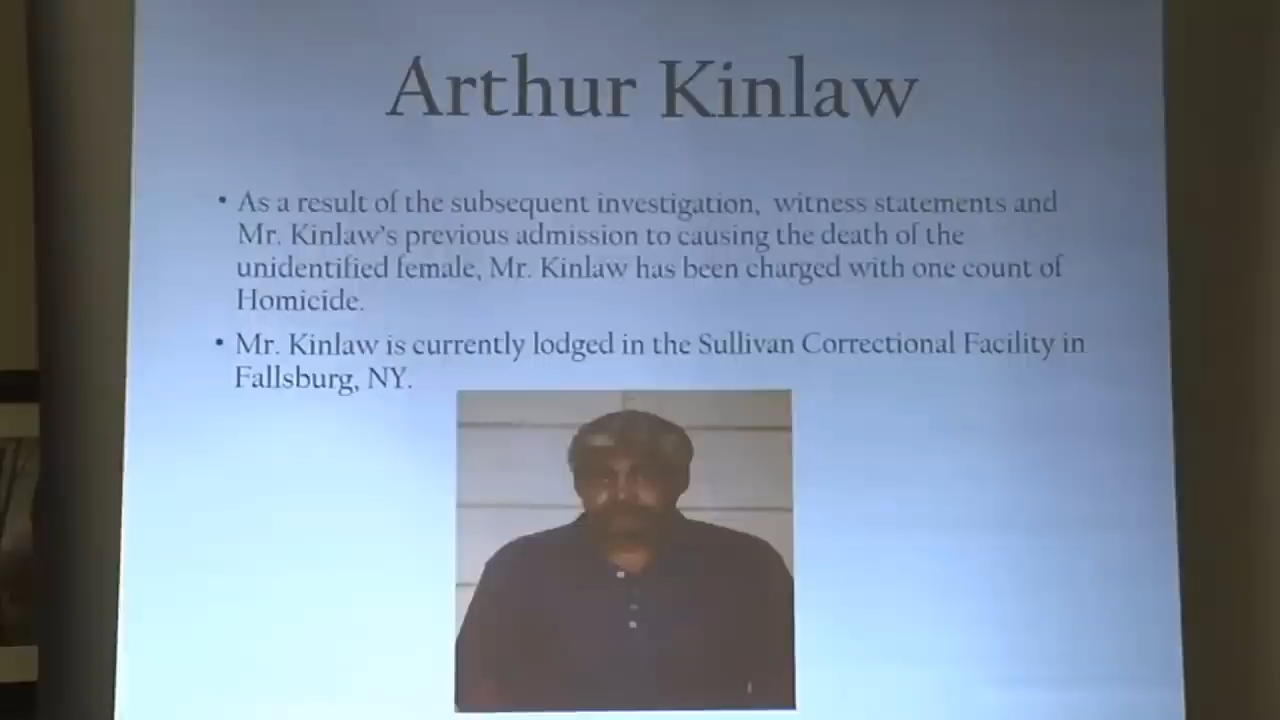 Arthur Kinlaw
• As a result of the subsequent investigation, witness statements and
Mr. Kinlaw's previous admission to causing the death of the
unidentified female, Mr. Kinlaw has been charged with one count of
Homicide.
• Mr. Kinlaw is currently lodged in the Sullivan Correctional Facility in
Fallsburg, NY.